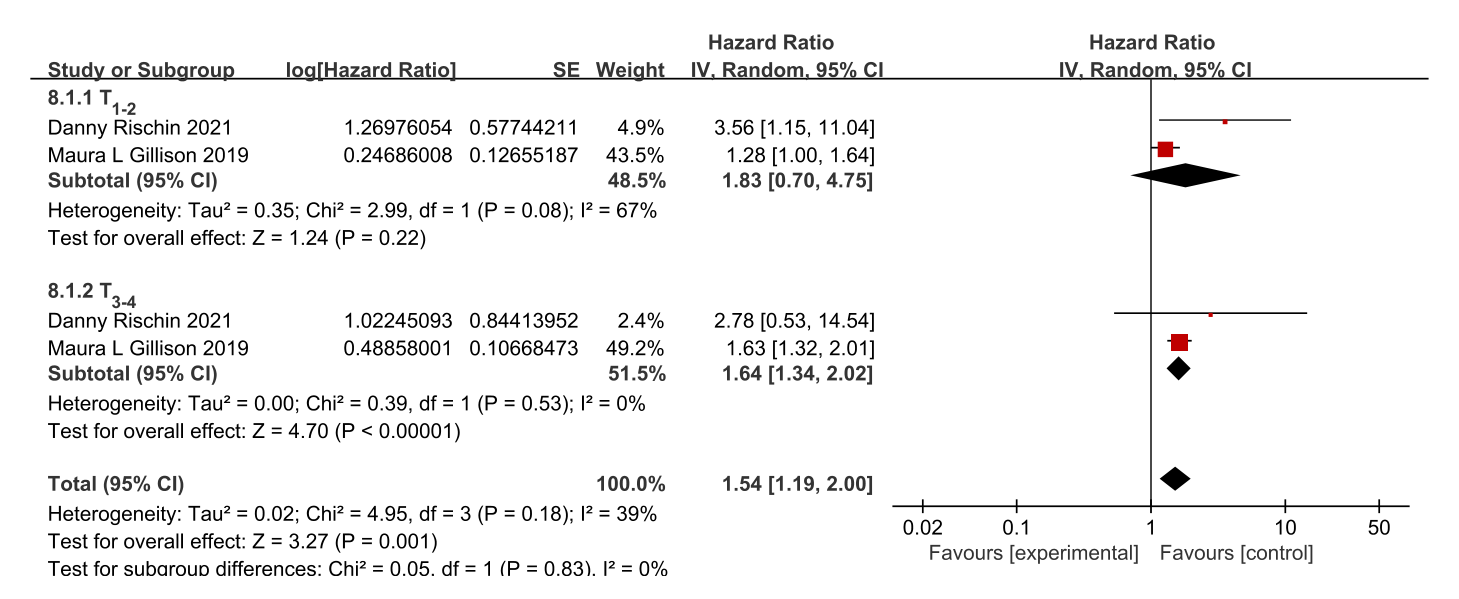 Hazard Ratio Hazard Ratio
Study or Subgroup log[Hazard Ratio] SE Weight IV, Random, 95% CI IV, Random, 95% CI
8.1.1 T1-2
Danny Rischin 2021 1.26976054 0.57744211 4.9% 3.56 [1.15, 11.04]
Maura L Gillison 2019 0.24686008 0.12655187 43.5% 1.28 [1.00, 1.64]
Subtotal (95% CI) 48.5% 1.83 [0.70, 4.75]
Heterogeneity: Tau² = 0.35; Chi² = 2.99, df = 1 (P = 0.08); I² = 67%
Test for overall effect: Z = 1.24 (P = 0.22)
8.1.2 T3-4
Danny Rischin 2021 1.02245093 0.84413952 2.4% 2.78 [0.53, 14.54]
Maura L Gillison 2019 0.48858001 0.10668473 49.2% 1.63 [1.32, 2.01]
Subtotal (95% CI) 51.5% 1.64 [1.34, 2.02]
Heterogeneity: Tau² = 0.00; Chi² = 0.39, df = 1 (P = 0.53); I² = 0%
Test for overall effect: Z = 4.70 (P < 0.00001)
Total (95% CI) 100.0% 1.54 [1.19, 2.00]
Heterogeneity: Tau² = 0.02; Chi² = 4.95, df = 3 (P = 0.18); I² = 39%
Test for overall effect: Z = 3.27 (P = 0.001)
Test for subgroup differences: Chi² = 0.05, df = 1 (P = 0.83), I² = 0%
0.02 0.1 1 10 50
Favours [experimental] Favours [control]